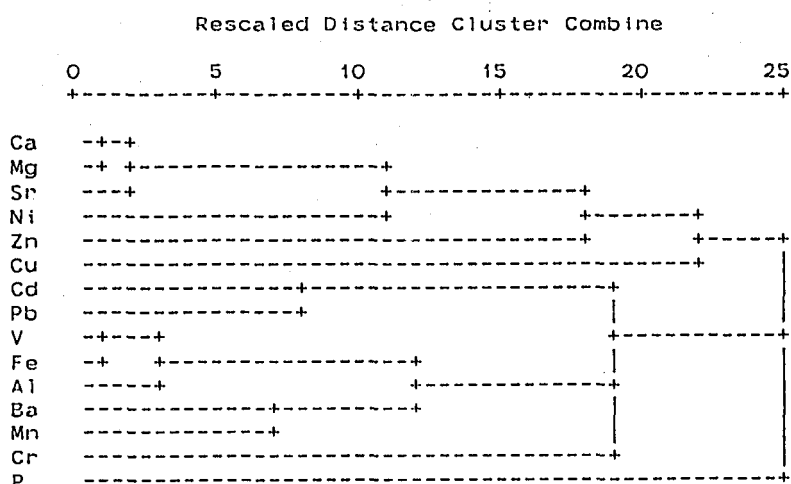 Rescaled Distance Cluster Combine
0 5 10 15 20 25
+---------+---------+---------+---------+---------+
Ca -+-+
Mg -+ +-----------------+
Sr ---+ +-------------+
Ni ---------------------+ +-------+
Zn -----------------------------------+ +-----+
Cu -------------------------------------------+ |
Cd ---------------+---------------------+ |
Pb ---------------+ | |
V -+---+ +-----------+
Fe -+ +-----------------+ | |
Al -----+ +-------------+ |
Ba -------------+---------+ | |
Mn -------------+ | |
Cr -------------------------------------+ |
P -------------------------------------------------+